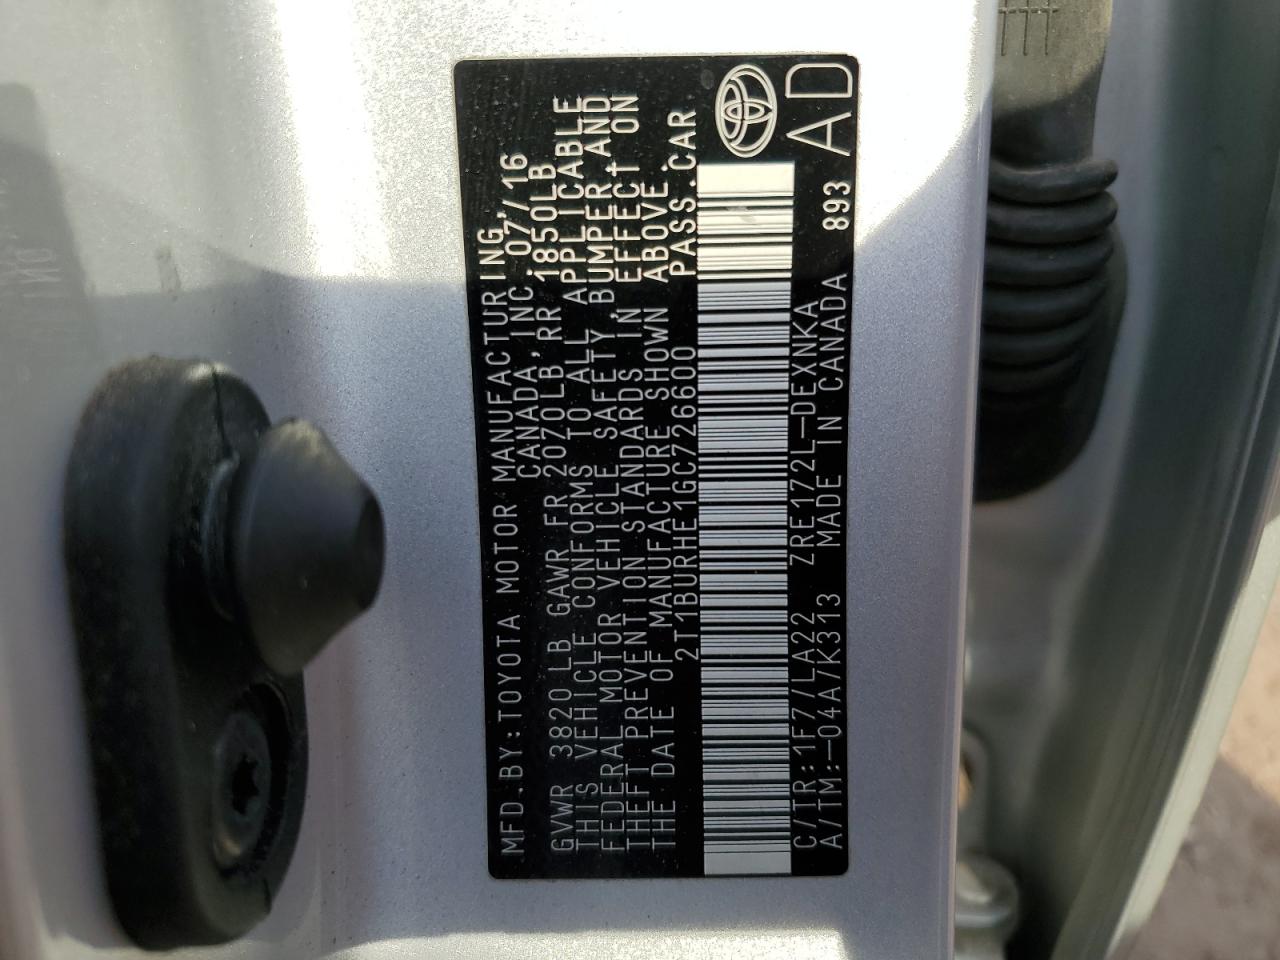 MFD.BY:TOYOTA MOTOR MANUFACTURING,
CANADA,INC. 07/16
GVWR 3820LB GAWR FR 2070LB, RR 1850LB
THIS VEHICLE CONFORMS TO ALL APPLICABLE
FEDERAL MOTOR VEHICLE SAFETY,BUMPER,AND
THEFT PREVENTION STANDARDS IN EFFECT ON
THE DATE OF MANUFACTURE SHOWN ABOVE.
2T1BURHE1GC726600 PASS.CAR
C/TR:1F7/LA22 ZRE172L-DEXNKA 893
A/TM:-04A/K313 MADE IN CANADA
AD